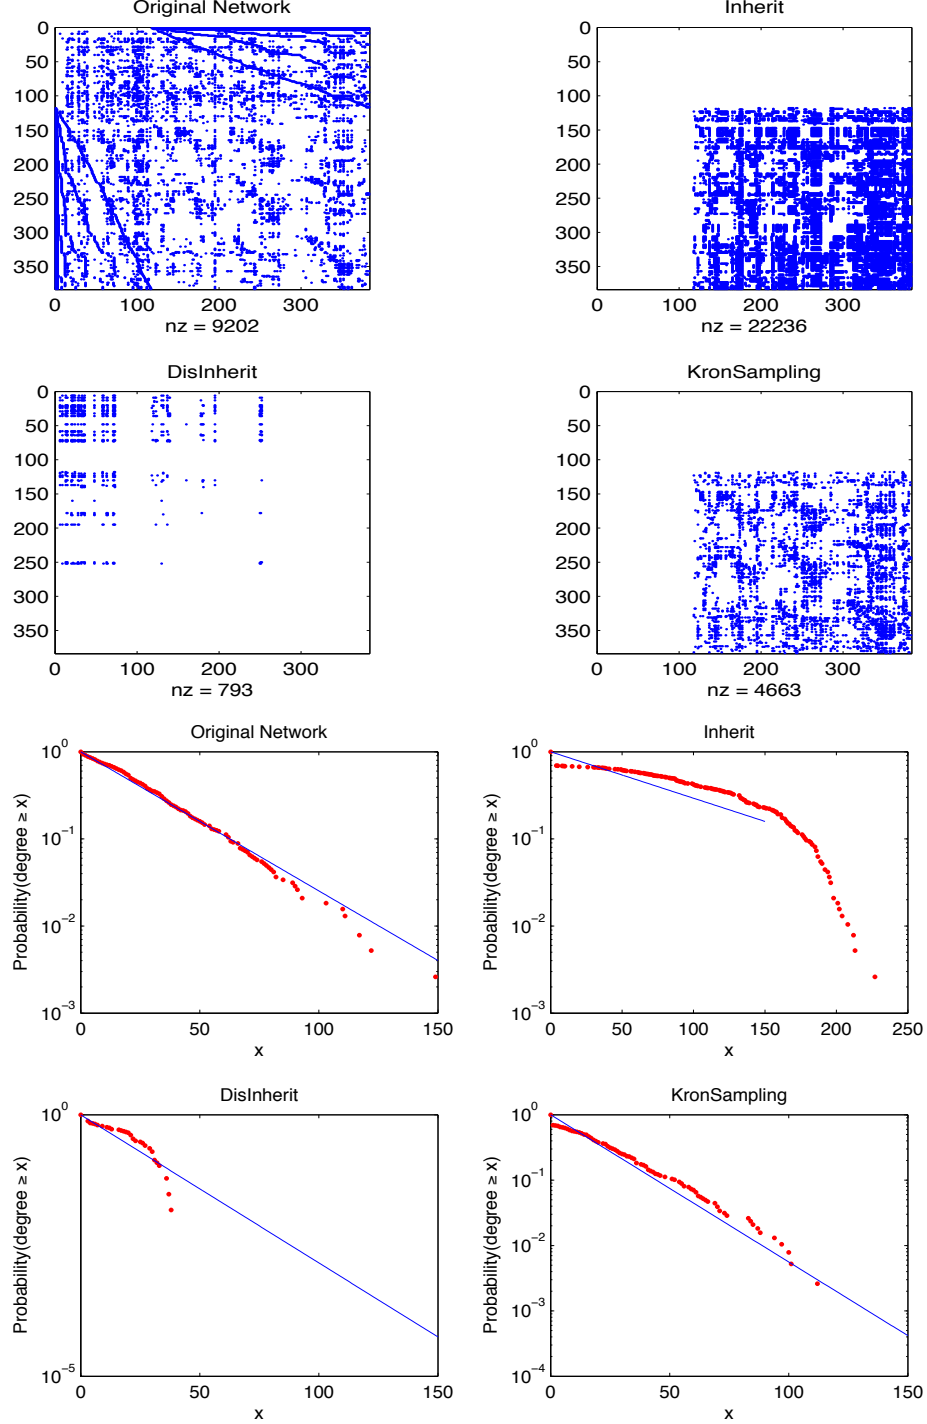 Original Network
0
50
100
150
200
250
300
350
0 100 200 300
nz = 9202
Inherit
0
50
100
150
200
250
300
350
0 100 200 300
nz = 22236
DisInherit
0
50
100
150
200
250
300
350
0 100 200 300
nz = 793
KronSampling
0
50
100
150
200
250
300
350
0 100 200 300
nz = 4663
Original Network
Probability(degree ≥ x)
10^0
10^−1
10^−2
10^−3
0 50 100 150
x
Inherit
Probability(degree ≥ x)
10^0
10^−1
10^−2
10^−3
0 50 100 150 200 250
x
DisInherit
Probability(degree ≥ x)
10^0
10^−5
0 50 100 150
x
KronSampling
Probability(degree ≥ x)
10^0
10^−1
10^−2
10^−3
10^−4
0 50 100 150
x